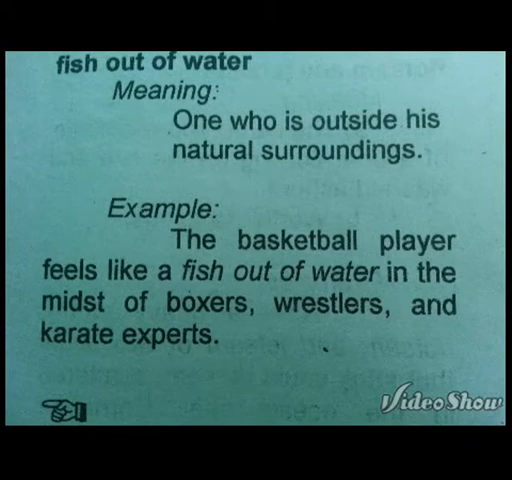 fish out of water
Meaning:
One who is outside his
natural surroundings.
Example:
The basketball player
feels like a fish out of water in the
midst of boxers, wrestlers, and
karate experts.
VideoShow